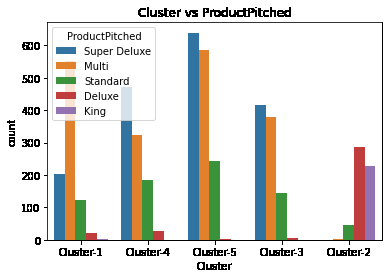 Cluster vs ProductPitched
ProductPitched
Super Deluxe
Multi
Standard
Deluxe
King
count
600
500
400
300
200
100
0
Cluster-1 Cluster-4 Cluster-5 Cluster-3 Cluster-2
Cluster